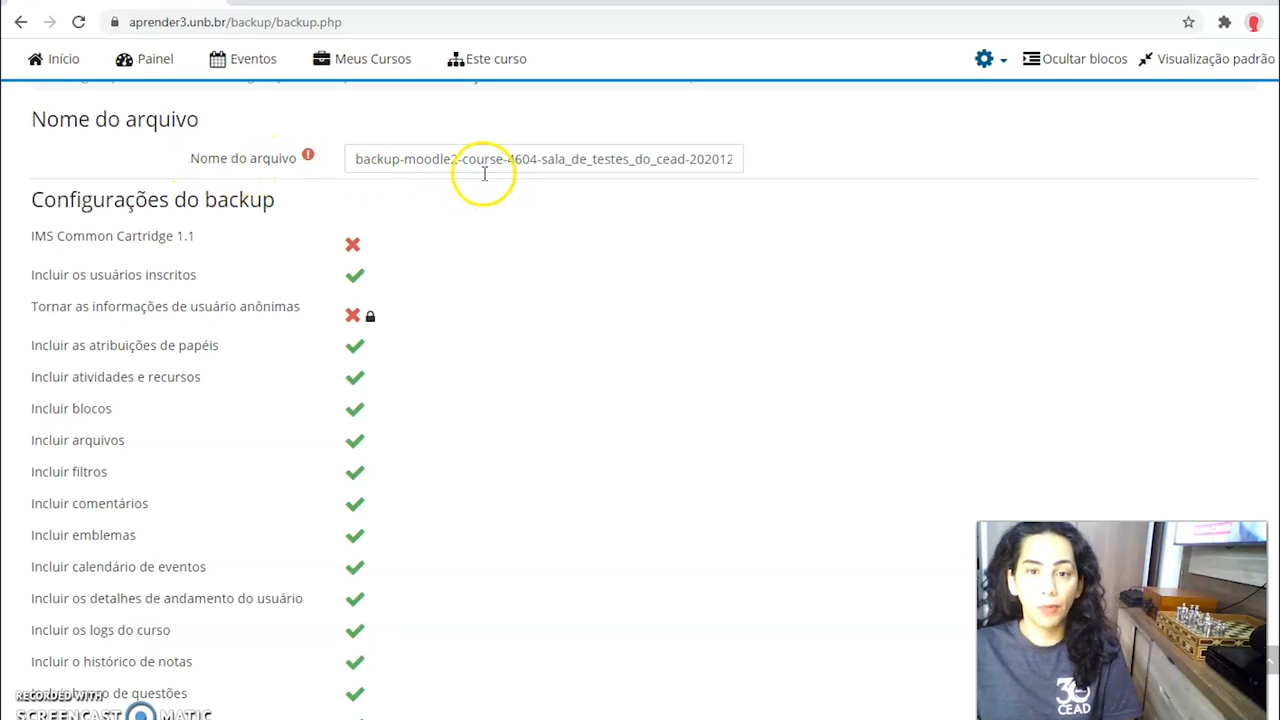 aprender3.unb.br/backup/backup.php
Início Painel Eventos Meus Cursos Este curso Ocultar blocos Visualização padrão
Nome do arquivo
Nome do arquivo backup-moodle2-course-4604-sala_de_testes_do_cead-202012
Configurações do backup
IMS Common Cartridge 1.1
Incluir os usuários inscritos
Tornar as informações de usuário anônimas
Incluir as atribuições de papéis
Incluir atividades e recursos
Incluir blocos
Incluir arquivos
Incluir filtros
Incluir comentários
Incluir emblemas
Incluir calendário de eventos
Incluir os detalhes de andamento do usuário
Incluir os logs do curso
Incluir o histórico de notas
de questões
RECORDED WITH
SCREENCAST MATIC
30
CEAD